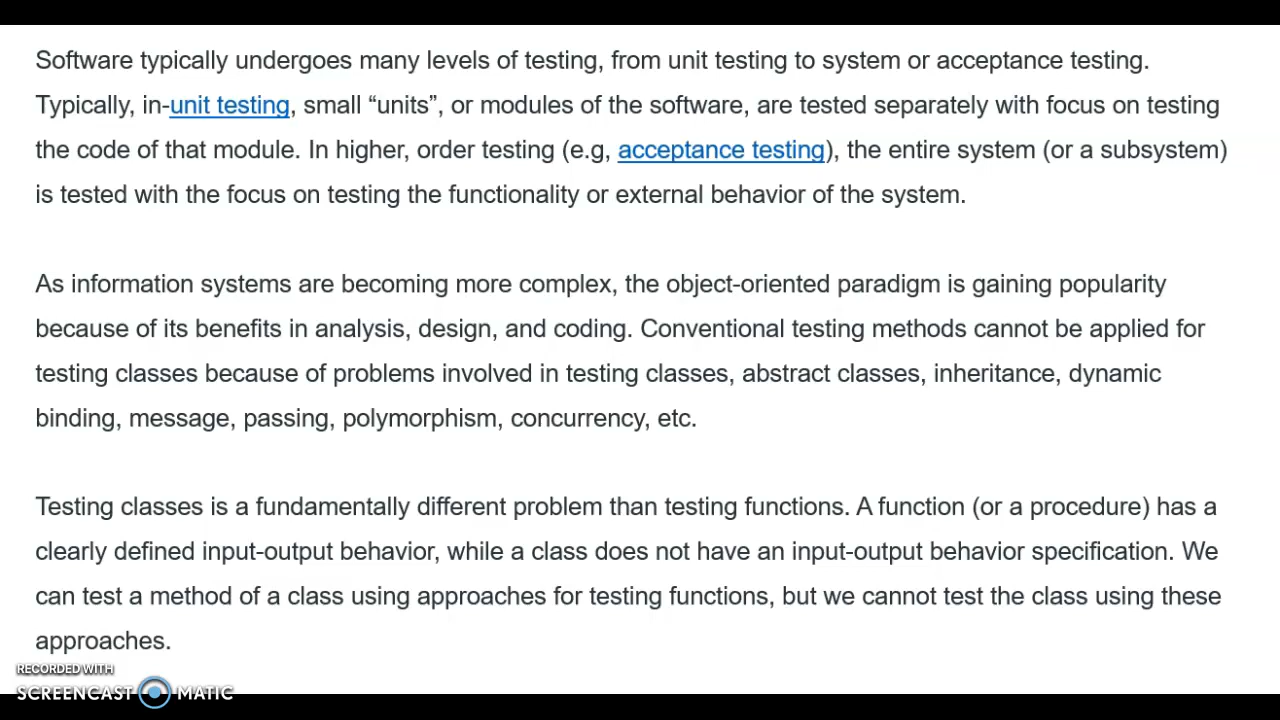 Software typically undergoes many levels of testing, from unit testing to system or acceptance testing.
Typically, in-unit testing, small “units”, or modules of the software, are tested separately with focus on testing
the code of that module. In higher, order testing (e.g, acceptance testing), the entire system (or a subsystem)
is tested with the focus on testing the functionality or external behavior of the system.
As information systems are becoming more complex, the object-oriented paradigm is gaining popularity
because of its benefits in analysis, design, and coding. Conventional testing methods cannot be applied for
testing classes because of problems involved in testing classes, abstract classes, inheritance, dynamic
binding, message, passing, polymorphism, concurrency, etc.
Testing classes is a fundamentally different problem than testing functions. A function (or a procedure) has a
clearly defined input-output behavior, while a class does not have an input-output behavior specification. We
can test a method of a class using approaches for testing functions, but we cannot test the class using these
approaches.
RECORDED WITH
SCREENCAST MATIC